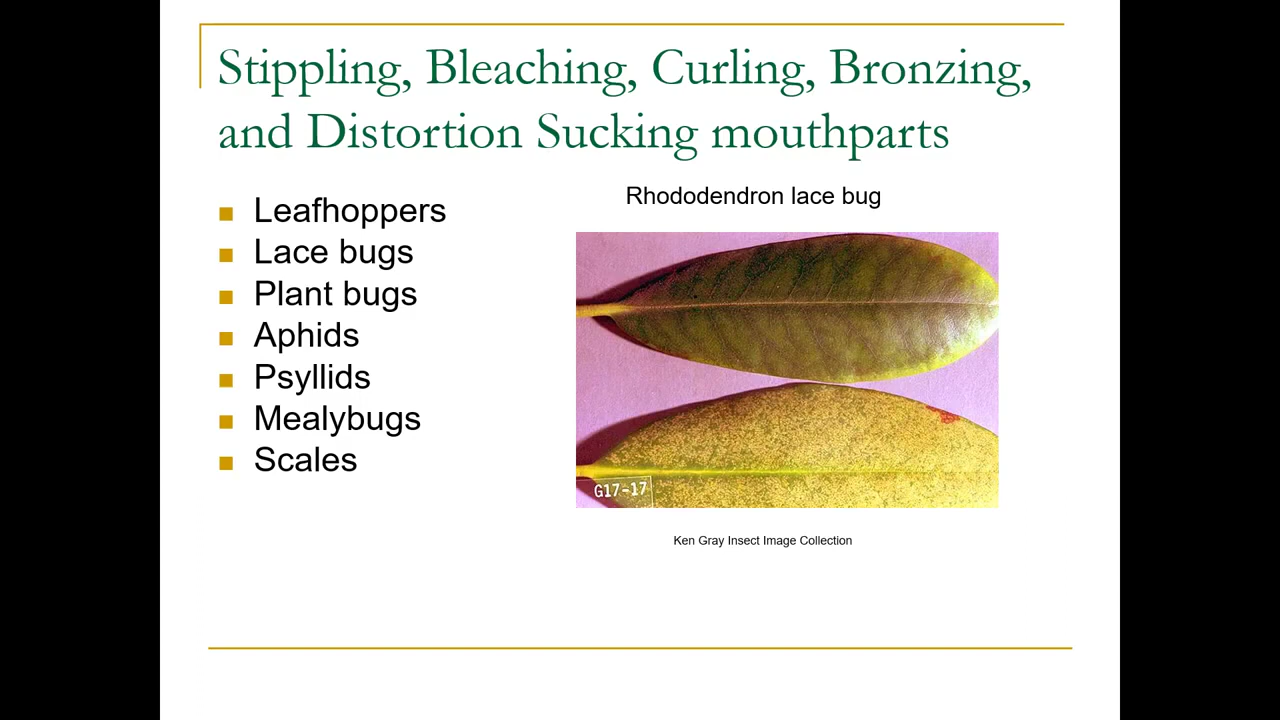 Stippling, Bleaching, Curling, Bronzing,
and Distortion Sucking mouthparts
Leafhoppers
Lace bugs
Plant bugs
Aphids
Psyllids
Mealybugs
Scales
Rhododendron lace bug
G17-17
Ken Gray Insect Image Collection